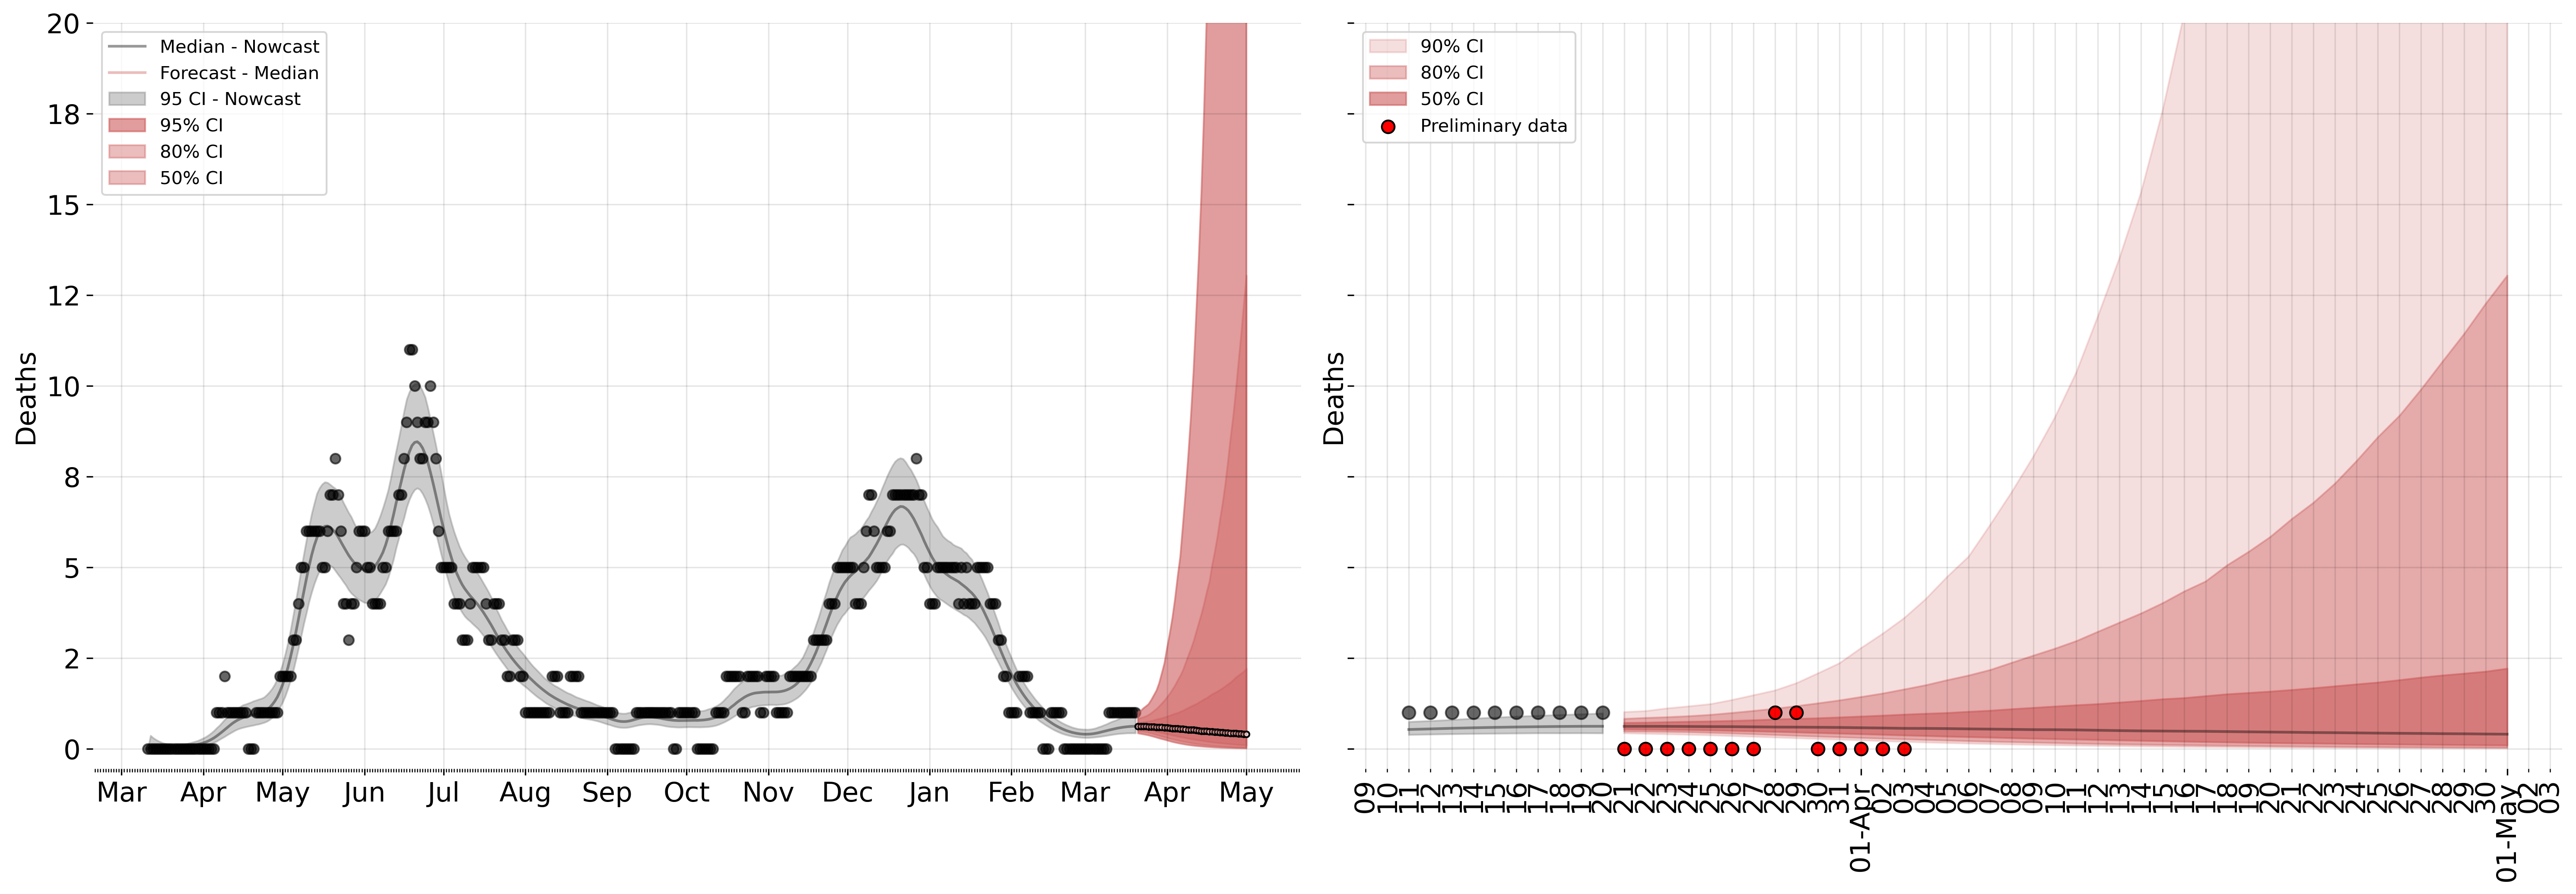 Deaths
20
18
15
12
10
8
5
2
0
Median - Nowcast
Forecast - Median
95 CI - Nowcast
95% CI
80% CI
50% CI
Mar Apr May Jun Jul Aug Sep Oct Nov Dec Jan Feb Mar Apr May
Deaths
90% CI
80% CI
50% CI
Preliminary data
09 10 11 12 13 14 15 16 17 18 19 20 21 22 23 24 25 26 27 28 29 30 31 01-Apr 02 03 04 05 06 07 08 09 10 11 12 13 14 15 16 17 18 19 20 21 22 23 24 25 26 27 28 29 30 01-May 02 03